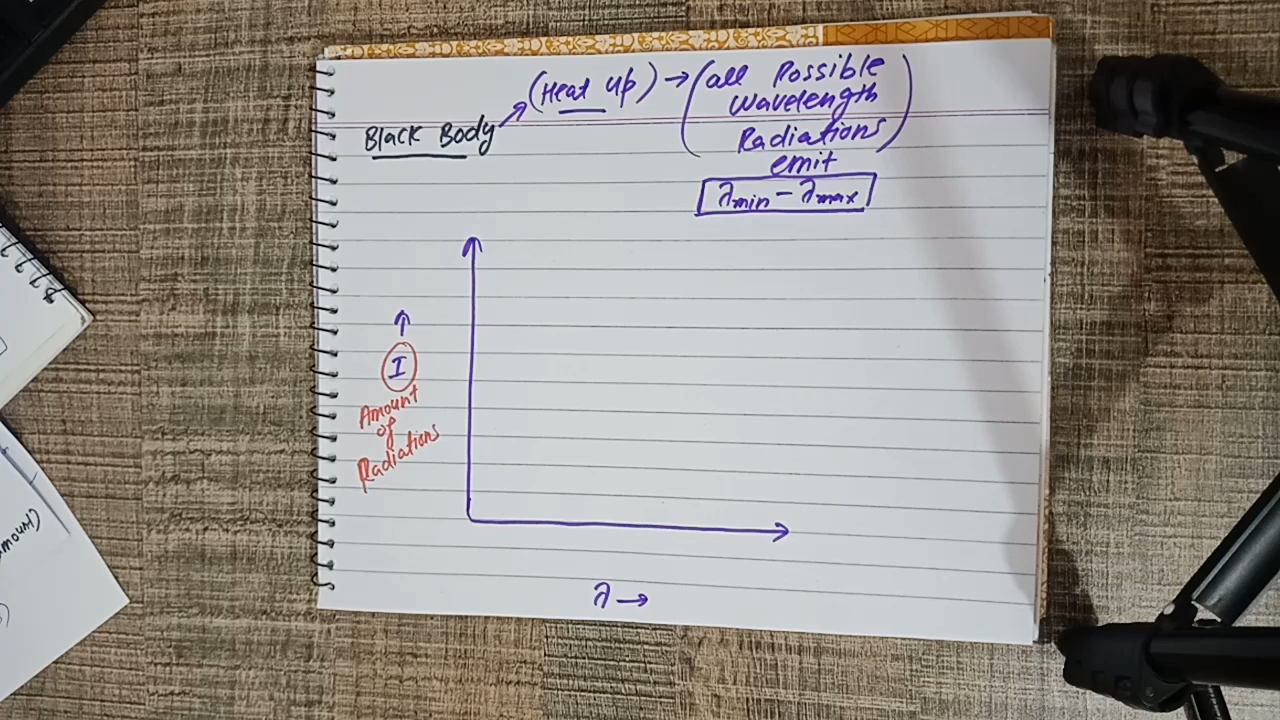 (Heat Up) → (all Possible
Wavelength
Radiations)
emit
Black Body
λmin - λmax
I
Amount
of
Radiations
λ →